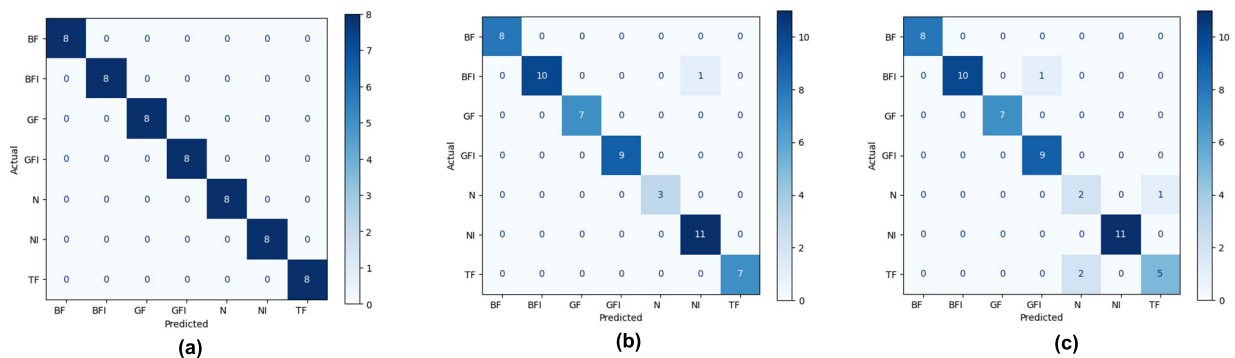 BF 8 0 0 0 0 0 0
BFI 0 8 0 0 0 0 0
GF 0 0 8 0 0 0 0
GFI 0 0 0 8 0 0 0
N 0 0 0 0 8 0 0
NI 0 0 0 0 0 8 0
TF 0 0 0 0 0 0 8
BF BFI GF GFI N NI TF
Actual
Predicted
8
7
6
5
4
3
2
1
0
(a)
BF 8 0 0 0 0 0 0
BFI 0 10 0 0 0 1 0
GF 0 0 7 0 0 0 0
GFI 0 0 0 9 0 0 0
N 0 0 0 0 3 0 0
NI 0 0 0 0 0 11 0
TF 0 0 0 0 0 0 7
BF BFI GF GFI N NI TF
Actual
Predicted
10
8
6
4
2
0
(b)
BF 8 0 0 0 0 0 0
BFI 0 10 0 1 0 0 0
GF 0 0 7 0 0 0 0
GFI 0 0 0 9 0 0 0
N 0 0 0 0 2 0 1
NI 0 0 0 0 0 11 0
TF 0 0 0 0 2 0 5
BF BFI GF GFI N NI TF
Actual
Predicted
10
8
6
4
2
0
(c)